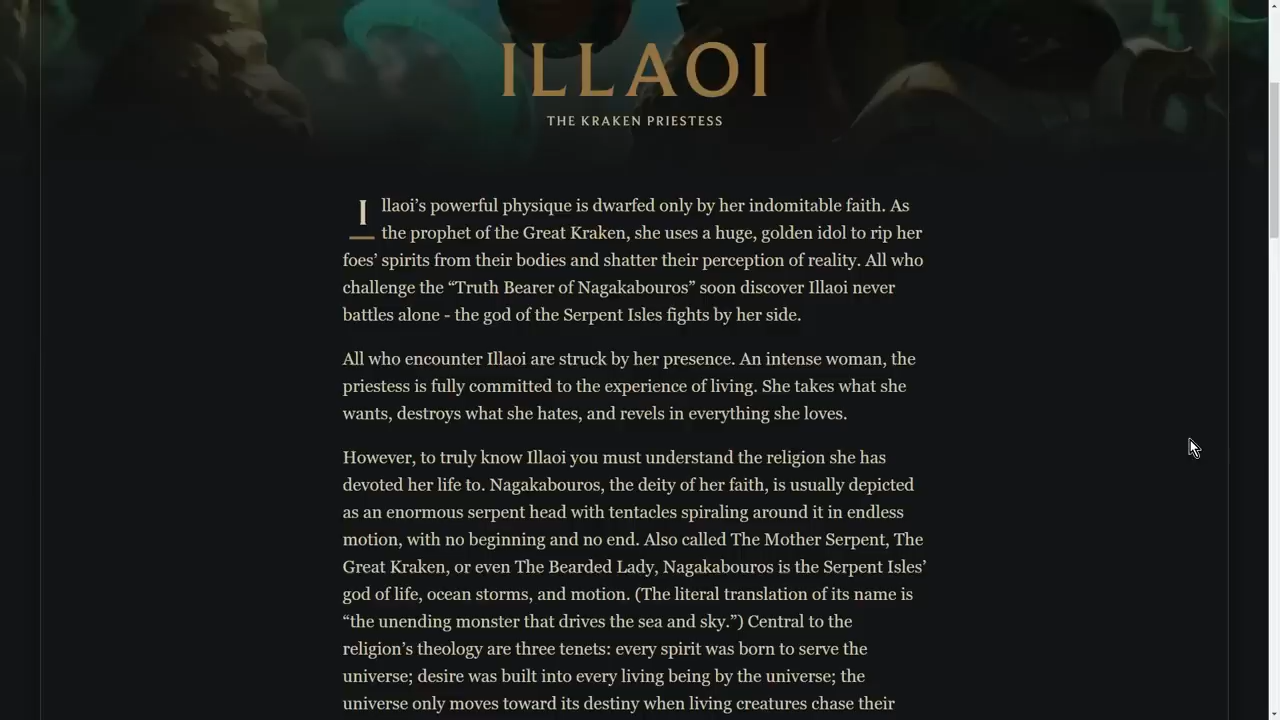 ILLAOI
THE KRAKEN PRIESTESS
Illaoi’s powerful physique is dwarfed only by her indomitable faith. As
the prophet of the Great Kraken, she uses a huge, golden idol to rip her
foes’ spirits from their bodies and shatter their perception of reality. All who
challenge the “Truth Bearer of Nagakabouros” soon discover Illaoi never
battles alone - the god of the Serpent Isles fights by her side.
All who encounter Illaoi are struck by her presence. An intense woman, the
priestess is fully committed to the experience of living. She takes what she
wants, destroys what she hates, and revels in everything she loves.
However, to truly know Illaoi you must understand the religion she has
devoted her life to. Nagakabouros, the deity of her faith, is usually depicted
as an enormous serpent head with tentacles spiraling around it in endless
motion, with no beginning and no end. Also called The Mother Serpent, The
Great Kraken, or even The Bearded Lady, Nagakabouros is the Serpent Isles’
god of life, ocean storms, and motion. (The literal translation of its name is
“the unending monster that drives the sea and sky.”) Central to the
religion’s theology are three tenets: every spirit was born to serve the
universe; desire was built into every living being by the universe; the
universe only moves toward its destiny when living creatures chase their